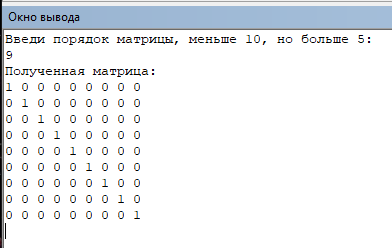 Окно вывода
Введи порядок матрицы, меньше 10, но больше 5:
9
Полученная матрица:
1 0 0 0 0 0 0 0 0
0 1 0 0 0 0 0 0 0
0 0 1 0 0 0 0 0 0
0 0 0 1 0 0 0 0 0
0 0 0 0 1 0 0 0 0
0 0 0 0 0 1 0 0 0
0 0 0 0 0 0 1 0 0
0 0 0 0 0 0 0 1 0
0 0 0 0 0 0 0 0 1